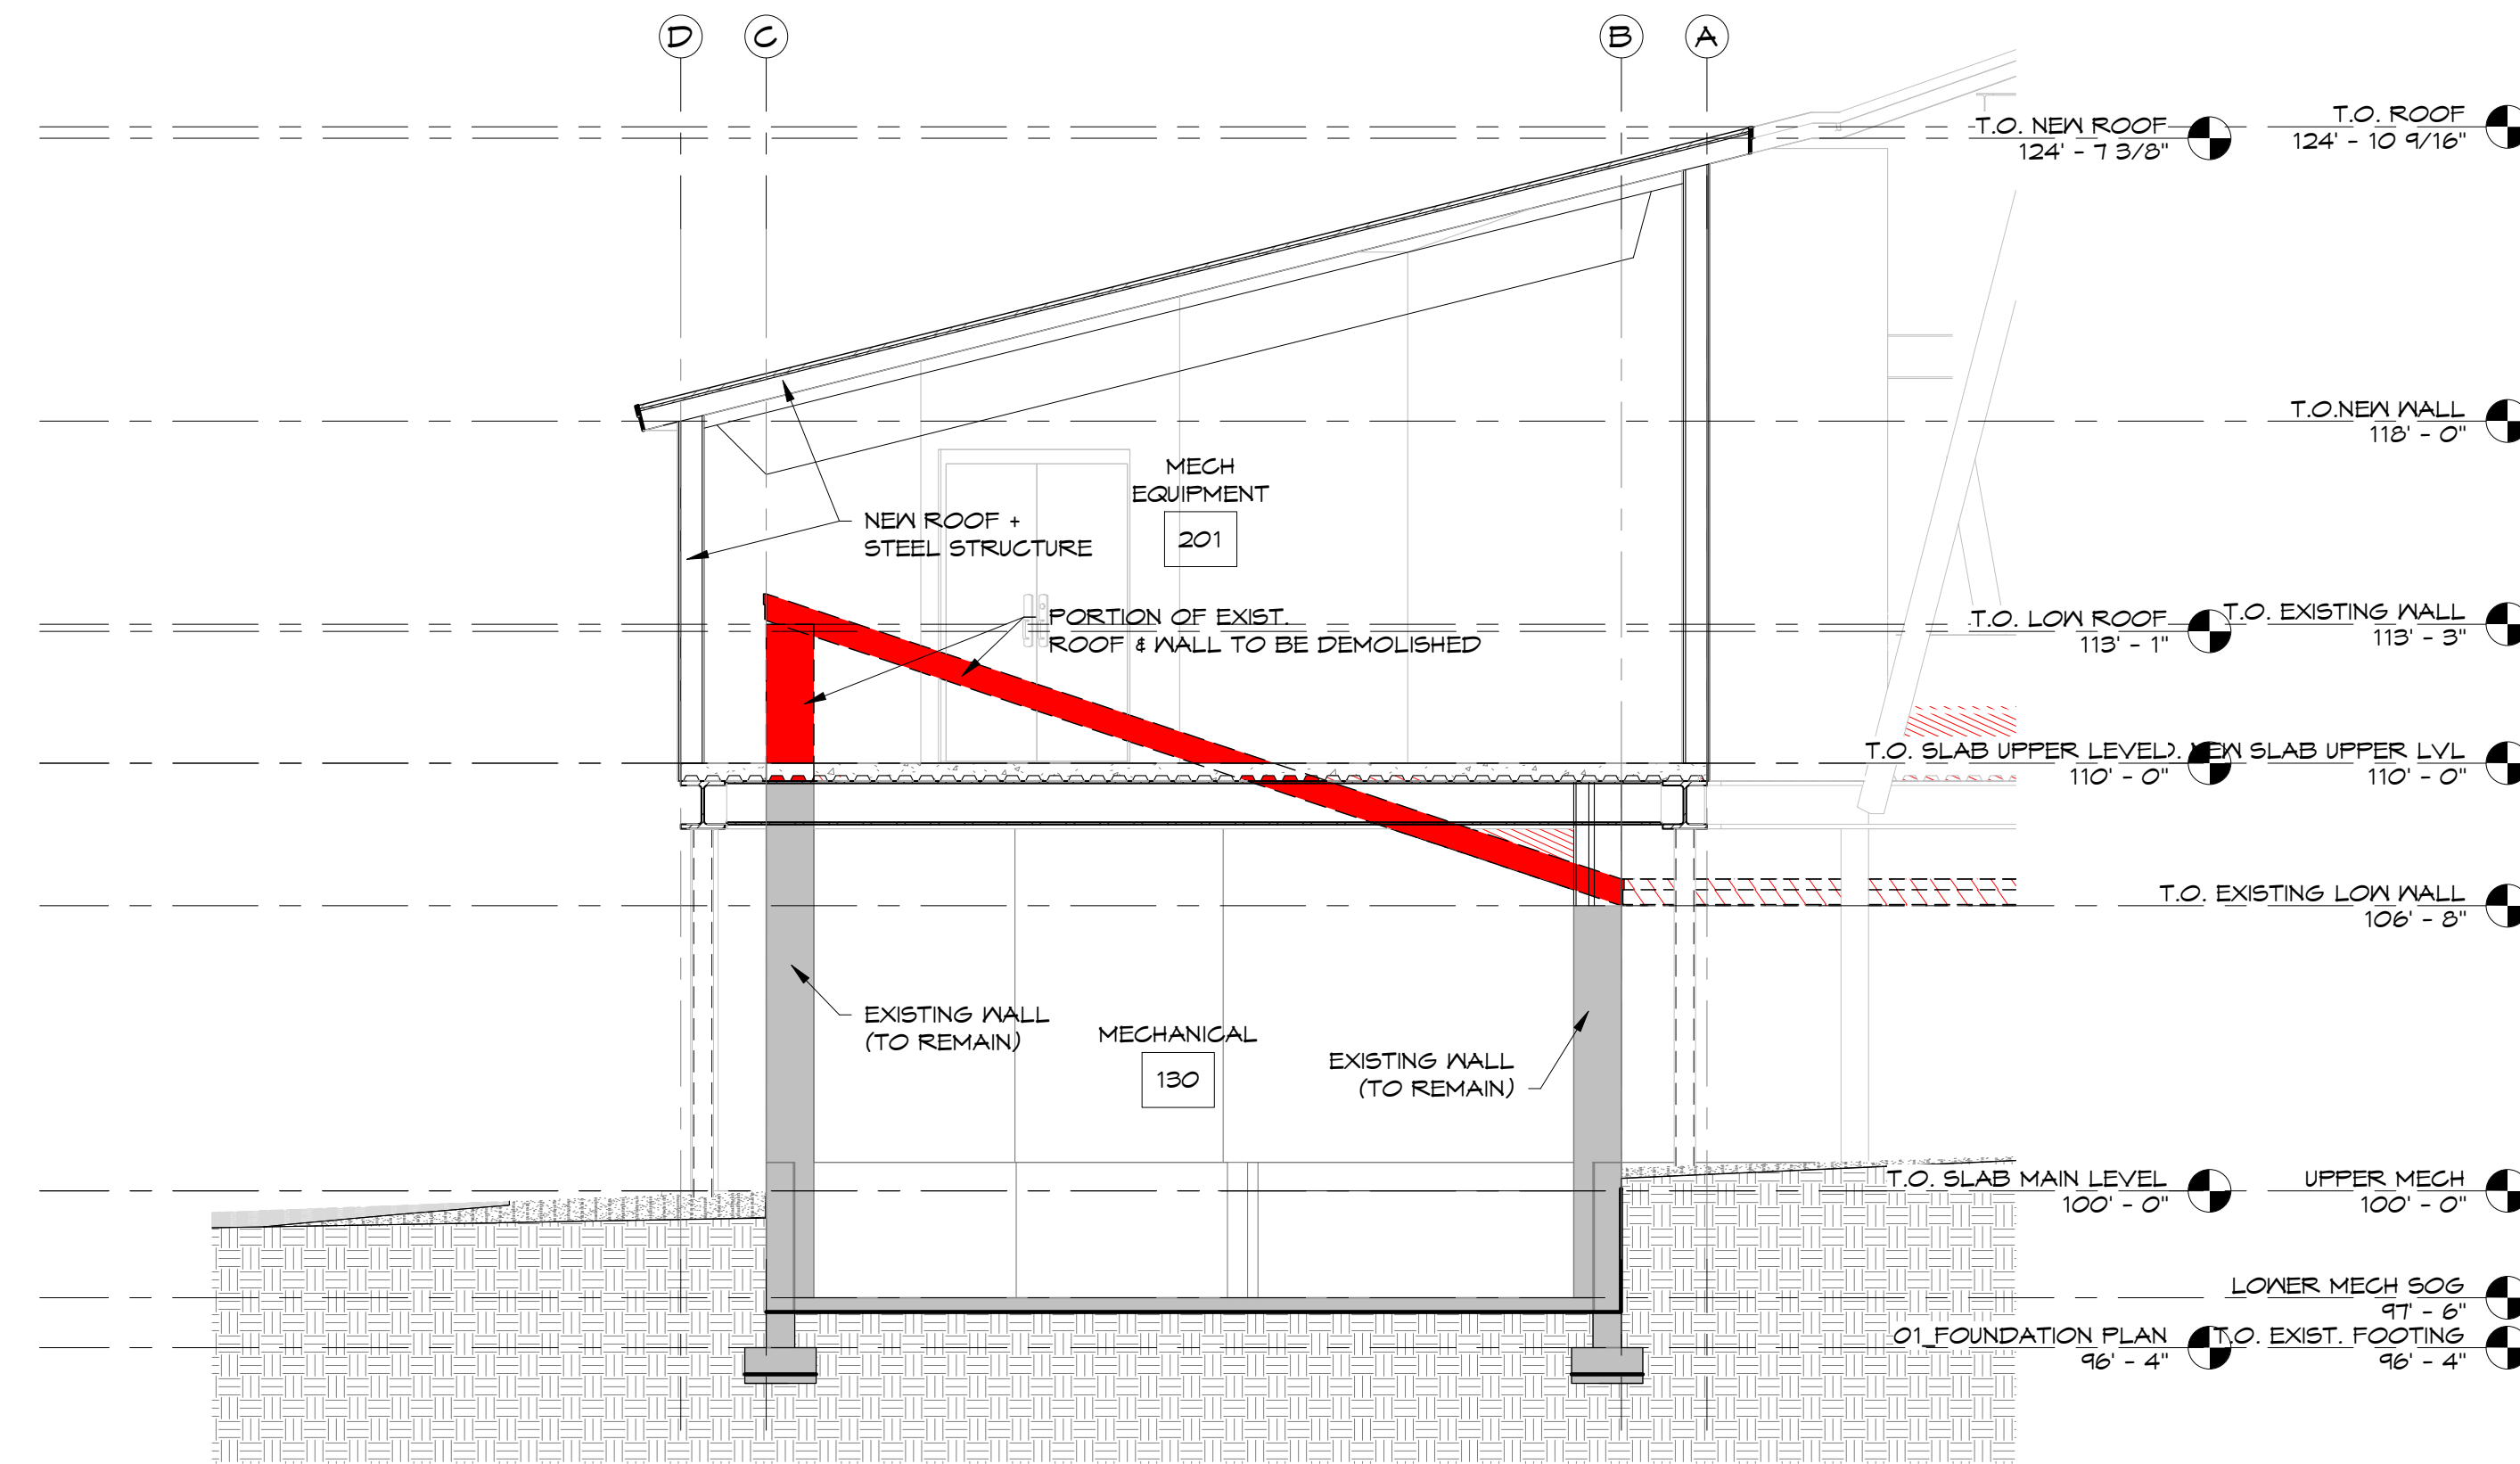 D
C
B
A
T.O. NEW ROOF
124' - 7 3/8"
T.O. ROOF
124' - 10 9/16"
T.O.NEW WALL
118' - 0"
MECH
EQUIPMENT
201
NEW ROOF +
STEEL STRUCTURE
PORTION OF EXIST.
ROOF & WALL TO BE DEMOLISHED
T.O. LOW ROOF
113' - 1"
T.O. EXISTING WALL
113' - 3"
T.O. SLAB UPPER LEVEL
110' - 0"
NEW SLAB UPPER LVL
110' - 0"
T.O. EXISTING LOW WALL
106' - 8"
EXISTING WALL
(TO REMAIN)
MECHANICAL
130
EXISTING WALL
(TO REMAIN)
T.O. SLAB MAIN LEVEL
100' - 0"
UPPER MECH
100' - 0"
LOWER MECH SOG
97' - 6"
01_FOUNDATION PLAN
96' - 4"
T.O. EXIST. FOOTING
96' - 4"